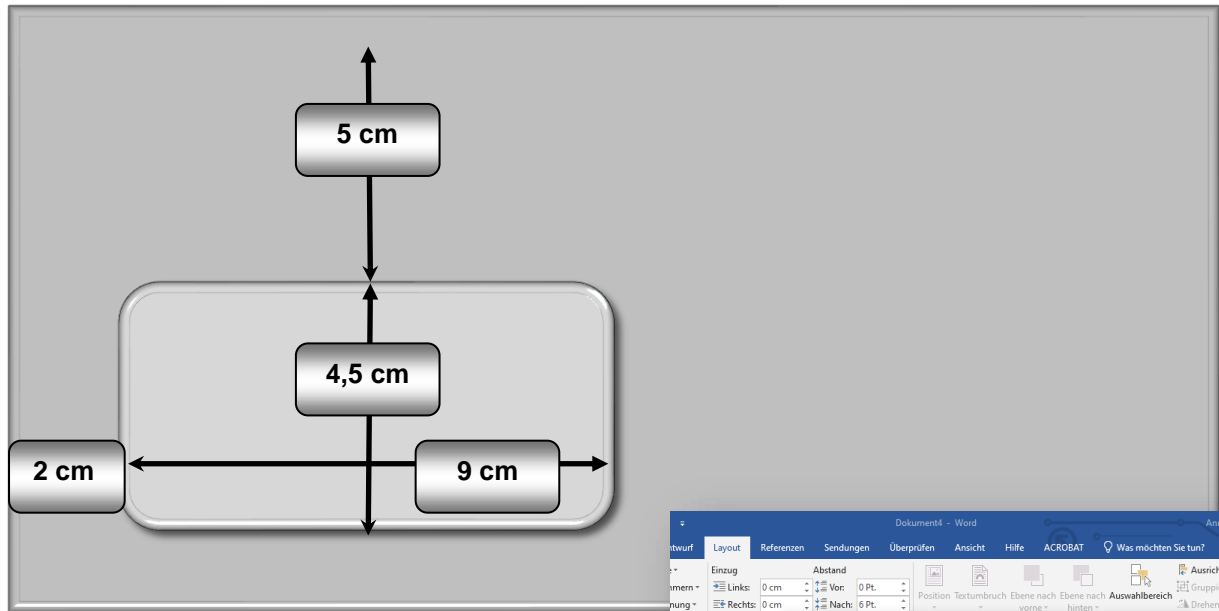 5 cm
4,5 cm
2 cm
9 cm
Dokument4 - Word
Layout Referenzen Sendungen Überprüfen Ansicht Hilfe ACROBAT Was möchten Sie tun?
Einzug Abstand
Links: 0 cm Vor: 0 Pt.
Rechts: 0 cm Nach: 6 Pt.
Position Textumbruch Ebene nach vorne Ebene nach hinten Auswahlbereich